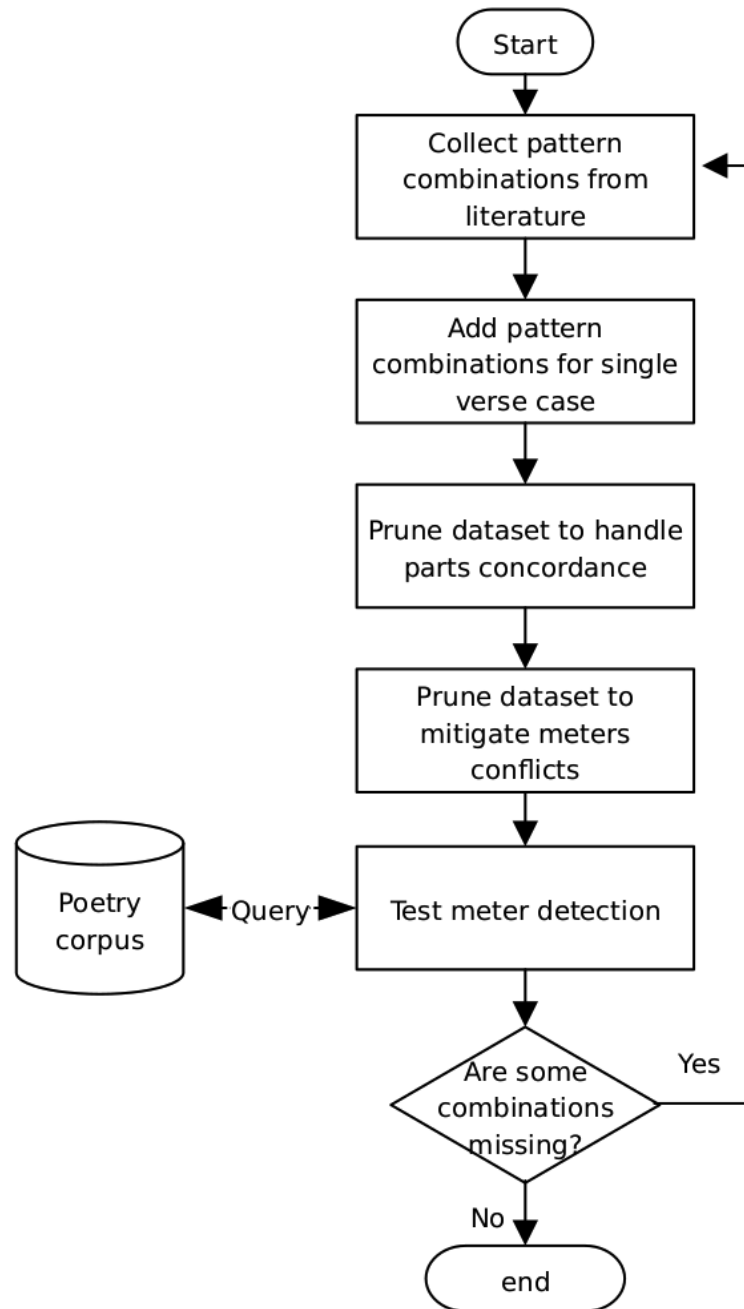 Start
Collect pattern
combinations from
literature
Add pattern
combinations for single
verse case
Prune dataset to handle
parts concordance
Prune dataset to
mitigate meters
conflicts
Poetry
corpus
Query
Test meter detection
Are some
combinations
missing?
Yes
No
end